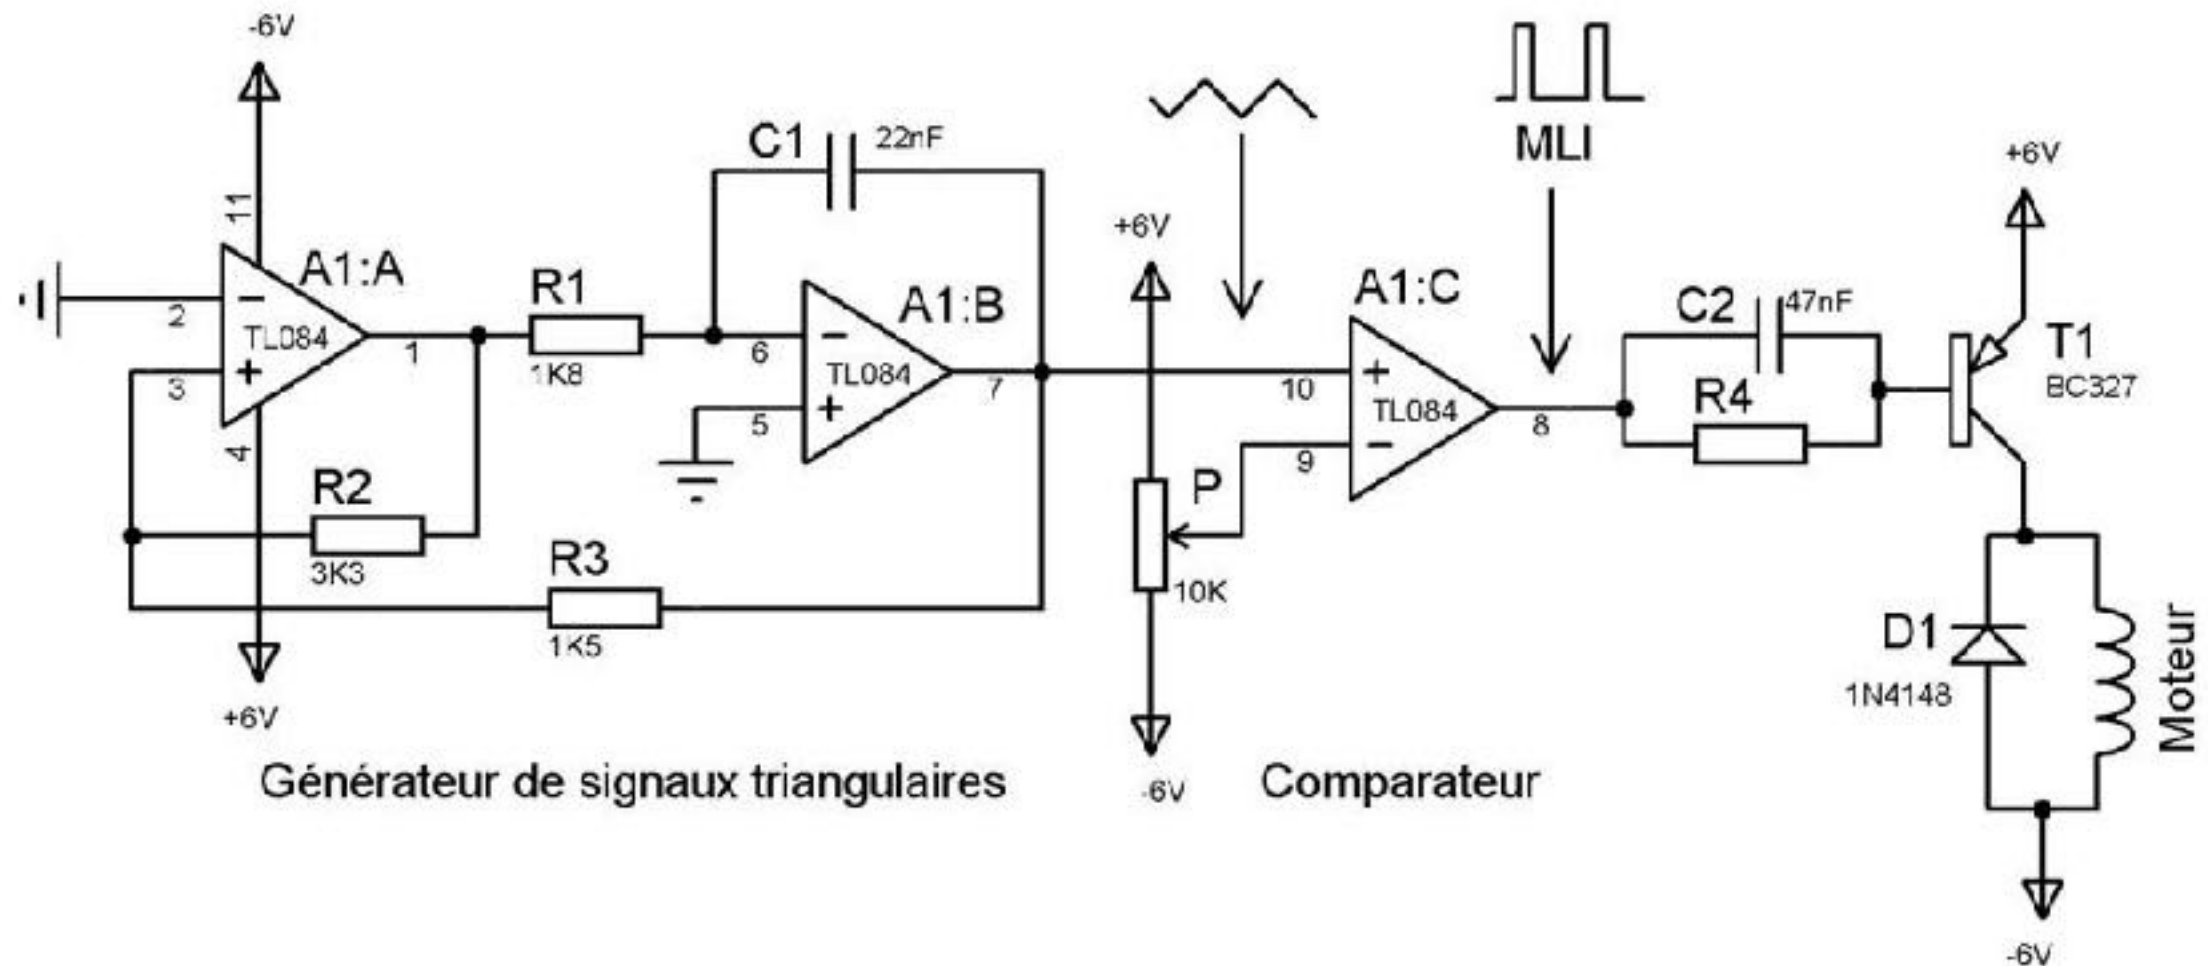 -6V
11
A1:A
2
−
TL084
+
3
1
4
R2
3K3
+6V
R1
1K8
C1
22nF
A1:B
6
−
TL084
+
5
7
R3
1K5
Générateur de signaux triangulaires
+6V
P
10K
-6V
A1:C
10
+
TL084
−
9
8
Comparateur
MLI
C2
47nF
R4
+6V
T1
BC327
D1
1N4148
Moteur
-6V